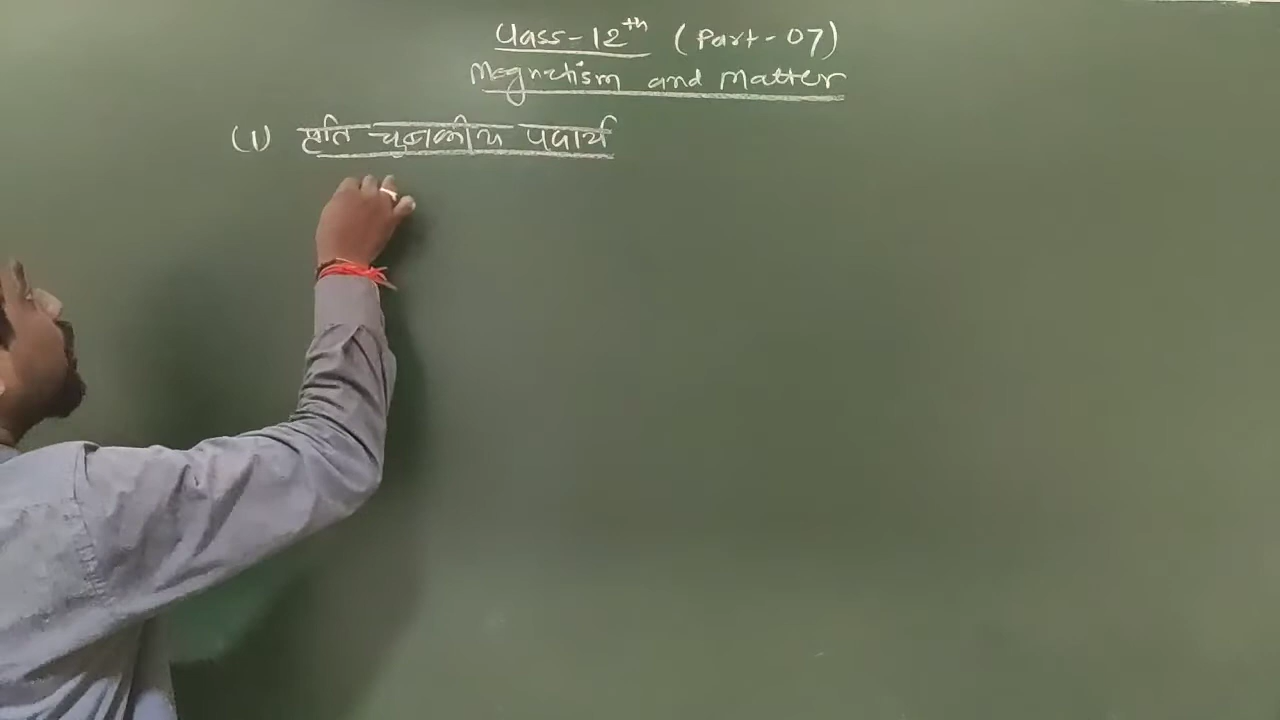 Class-12th (Part-07)
Magnetism and Matter
(1) प्रति चुम्बकीय पदार्थ